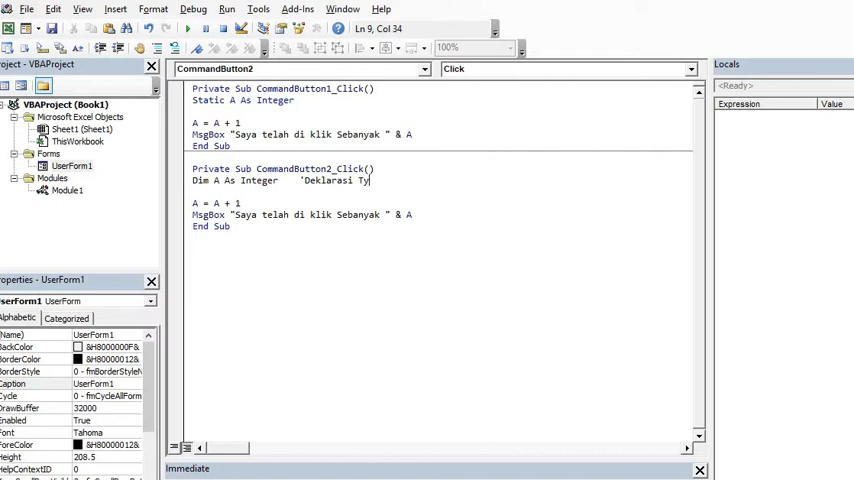 File Edit View Insert Format Debug Run Tools Add-Ins Window Help
Ln 9, Col 34
100%
roject - VBAProject
VBAProject (Book1)
Microsoft Excel Objects
Sheet1 (Sheet1)
ThisWorkbook
Forms
UserForm1
Modules
Module1
roperties - UserForm1
serForm1 UserForm
Alphabetic Categorized
(Name) UserForm1
BackColor &H8000000F&
BorderColor &H80000012&
BorderStyle 0 - fmBorderStyleN
Caption UserForm1
Cycle 0 - fmCycleAllForm
DrawBuffer 32000
Enabled True
Font Tahoma
ForeColor &H80000012&
Height 208.5
HelpContextID 0
CommandButton2 Click
Private Sub CommandButton1_Click()
Static A As Integer
A = A + 1
MsgBox "Saya telah di klik Sebanyak " & A
End Sub
Private Sub CommandButton2_Click()
Dim A As Integer 'Deklarasi Ty
A = A + 1
MsgBox "Saya telah di klik Sebanyak " & A
End Sub
Immediate
Locals
<Ready>
Expression Value